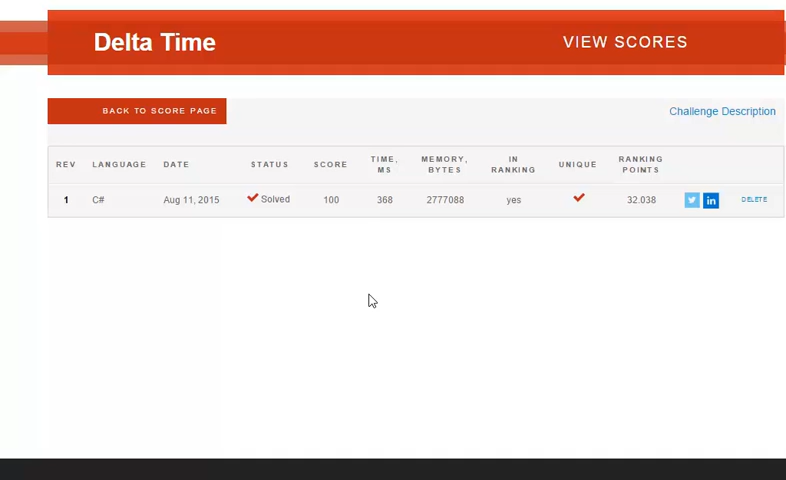 Delta Time
VIEW SCORES
BACK TO SCORE PAGE
Challenge Description
REV LANGUAGE DATE STATUS SCORE TIME, MS MEMORY, BYTES IN RANKING UNIQUE RANKING POINTS
1 C# Aug 11, 2015 Solved 100 368 2777088 yes 32.038 in DELETE